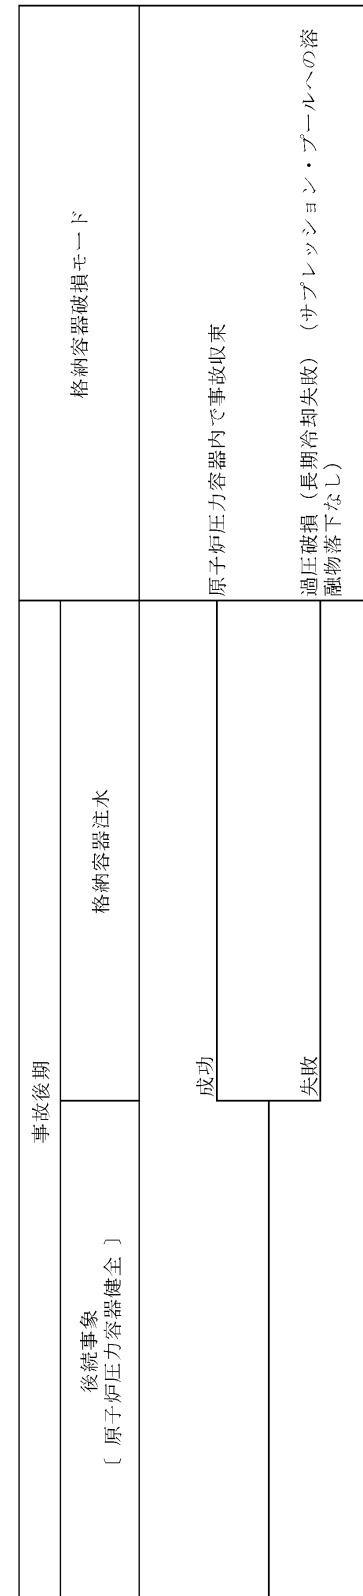 事故後期
後続事象
〔 原子炉圧力容器健全 〕
格納容器注水
格納容器破損モード
成功
原子炉圧力容器内で事故収束
失敗
過圧破損（長期冷却失敗）　（サプレッション・プールへの溶
融物落下なし）